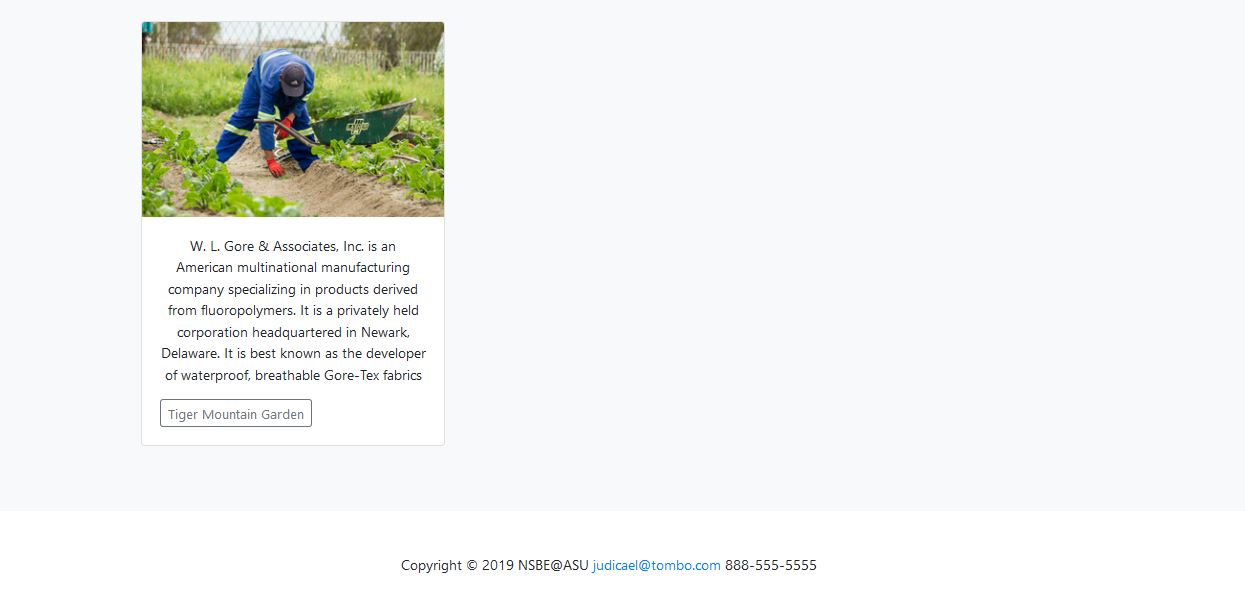 W. L. Gore & Associates, Inc. is an
American multinational manufacturing
company specializing in products derived
from fluoropolymers. It is a privately held
corporation headquartered in Newark,
Delaware. It is best known as the developer
of waterproof, breathable Gore-Tex fabrics
Tiger Mountain Garden
Copyright © 2019 NSBE@ASU judicael@tombo.com 888-555-5555